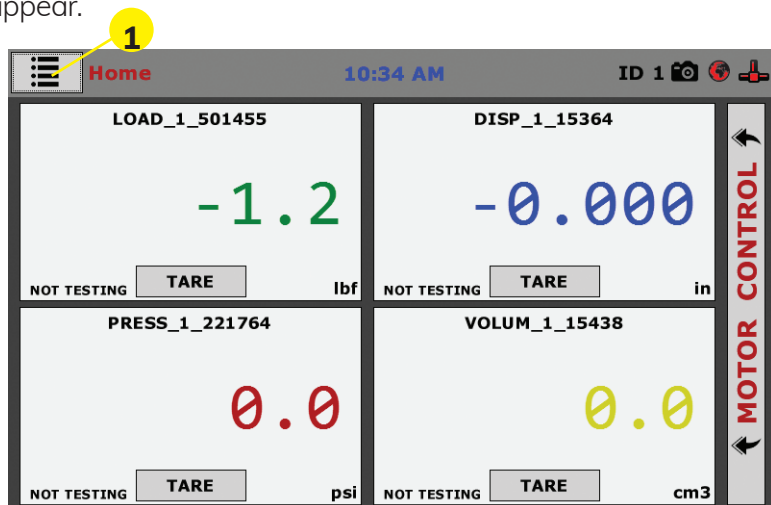 appear.
1
Home 10:34 AM ID 1
LOAD_1_501455
-1.2
NOT TESTING TARE lbf
DISP_1_15364
-0.000
NOT TESTING TARE in
PRESS_1_221764
0.0
NOT TESTING TARE psi
VOLUM_1_15438
0.0
NOT TESTING TARE cm3
MOTOR CONTROL